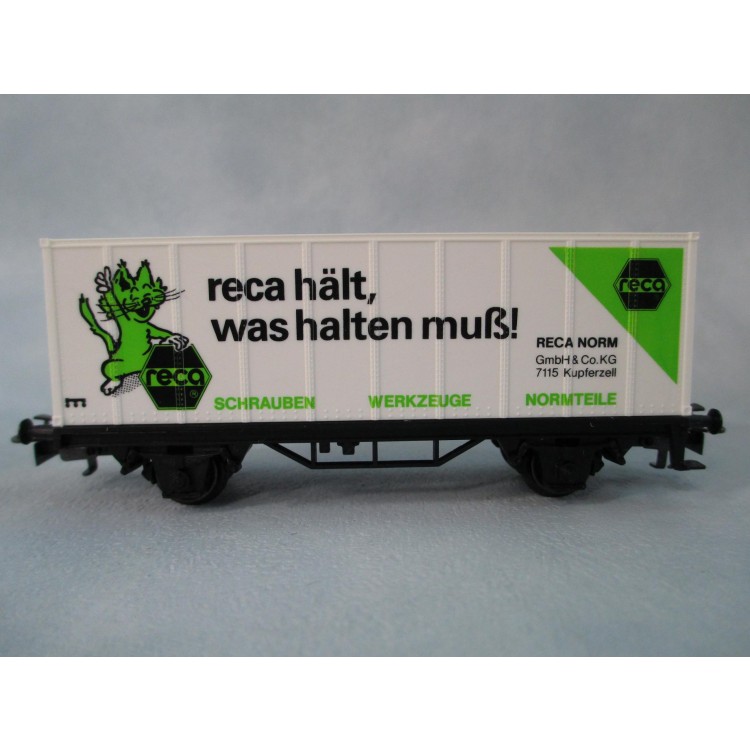 reca hält,
was halten muß!
reca
®
SCHRAUBEN WERKZEUGE NORMTEILE
reca
RECA NORM
GmbH & Co.KG
7115 Kupferzell